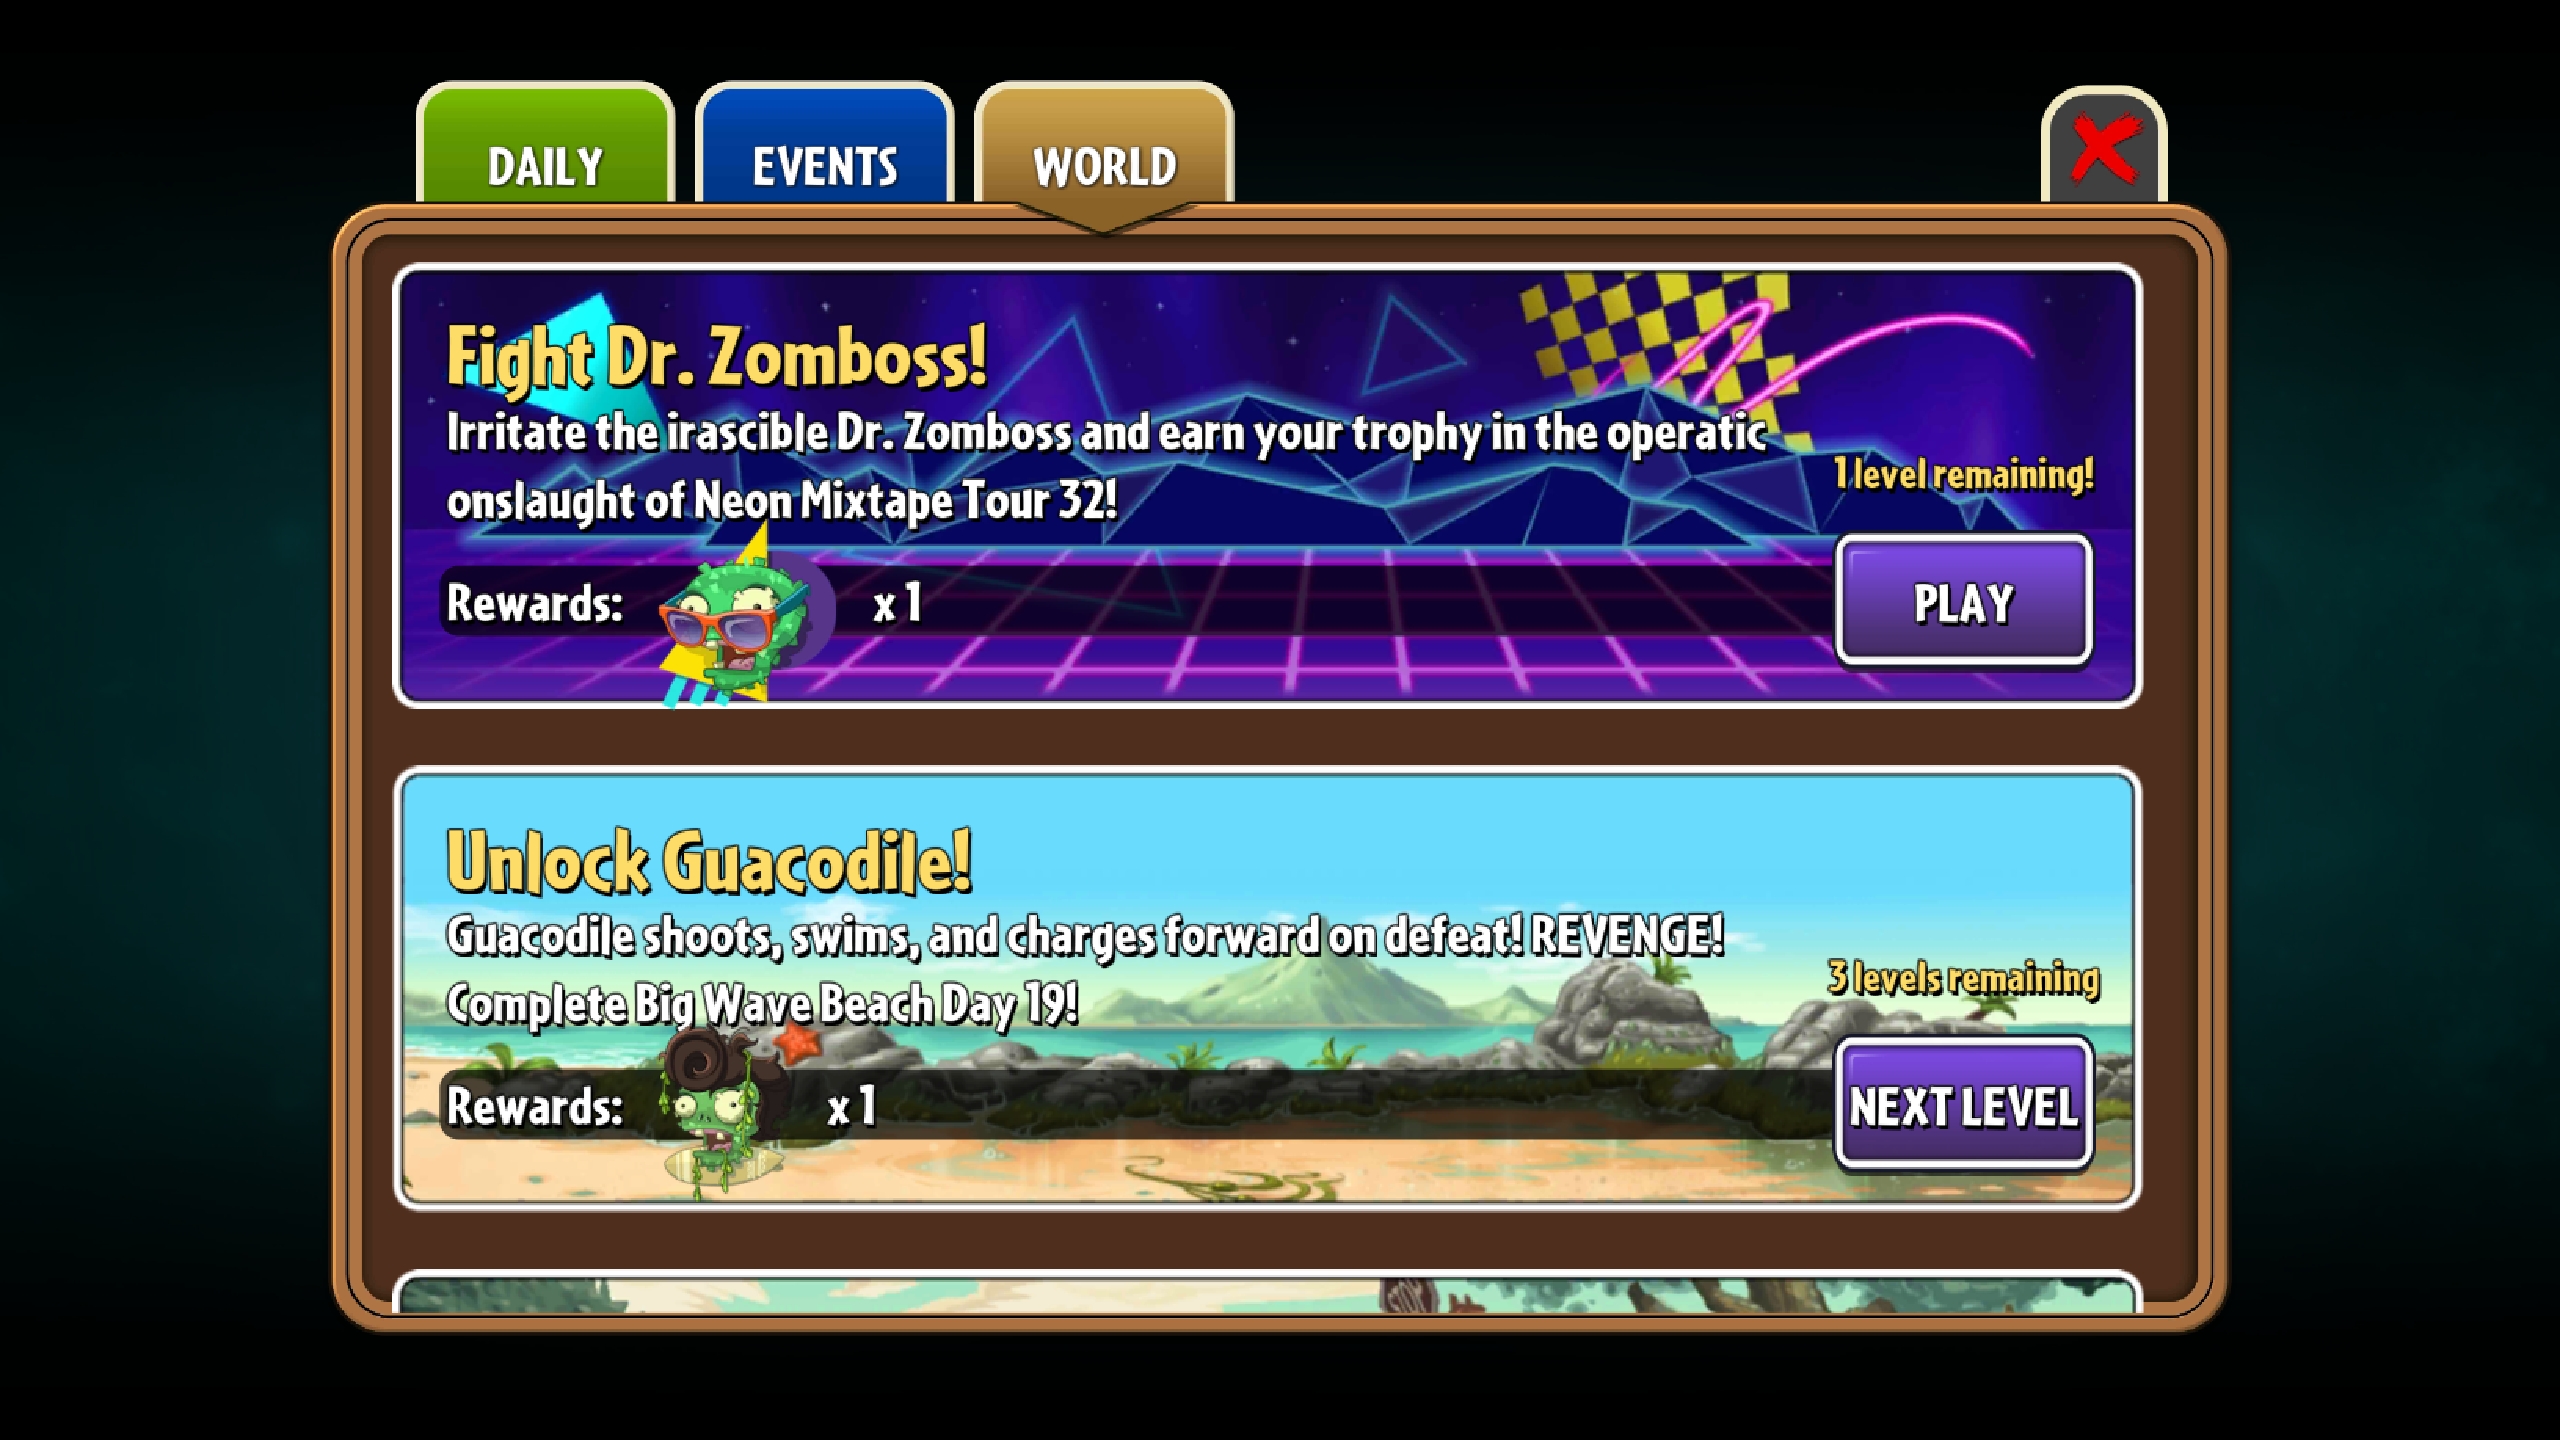 DAILY
EVENTS
WORLD
Fight Dr. Zomboss!
Irritate the irascible Dr. Zomboss and earn your trophy in the operatic
onslaught of Neon Mixtape Tour 32!
1 level remaining!
Rewards:
x 1
PLAY
Unlock Guacodile!
Guacodile shoots, swims, and charges forward on defeat! REVENGE!
Complete Big Wave Beach Day 19!
3 levels remaining
Rewards:
x 1
NEXT LEVEL